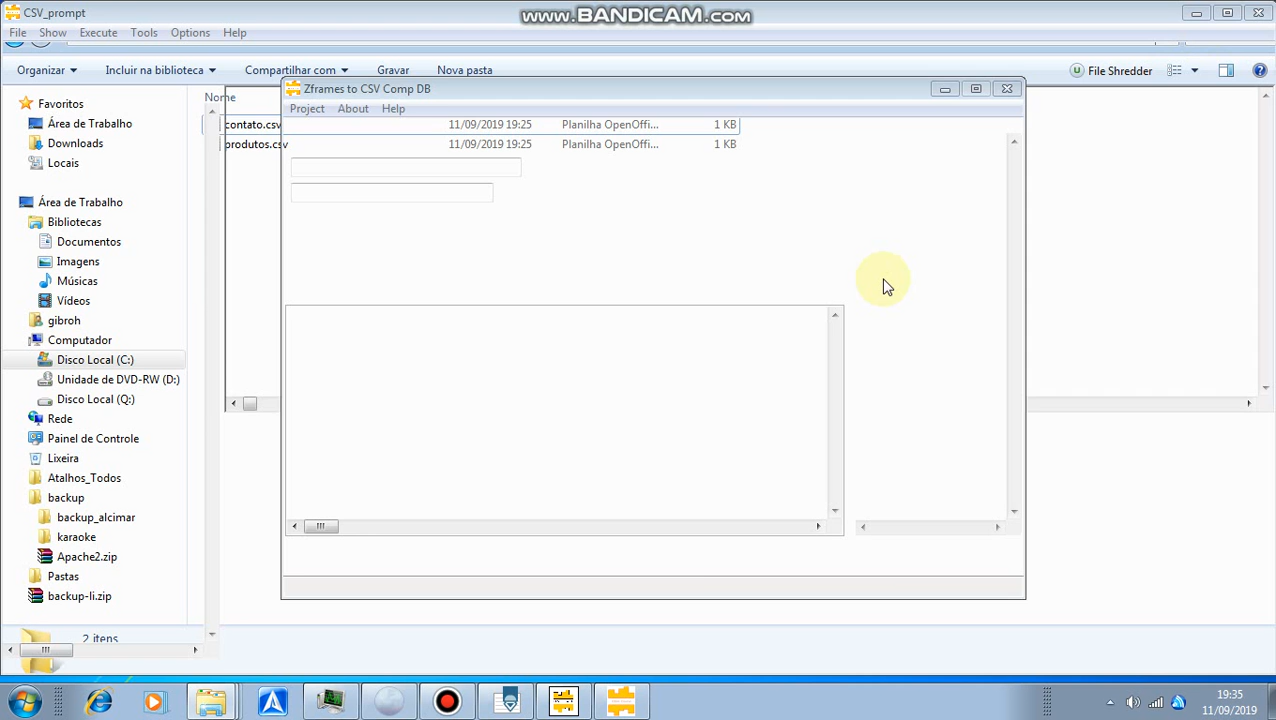 CSV_prompt
www.BANDICAM.com
File Show Execute Tools Options Help
Organizar Incluir na biblioteca Compartilhar com Gravar Nova pasta File Shredder
Zframes to CSV Comp DB
Project About Help
Nome
contato.csv 11/09/2019 19:25 Planilha OpenOffi... 1 KB
produtos.csv 11/09/2019 19:25 Planilha OpenOffi... 1 KB
Favoritos
Área de Trabalho
Downloads
Locais
Área de Trabalho
Bibliotecas
Documentos
Imagens
Músicas
Vídeos
gibroh
Computador
Disco Local (C:)
Unidade de DVD-RW (D:)
Disco Local (Q:)
Rede
Painel de Controle
Lixeira
Atalhos_Todos
backup
backup_alcimar
karaoke
Apache2.zip
Pastas
backup-li.zip
2 itens
19:35
11/09/2019